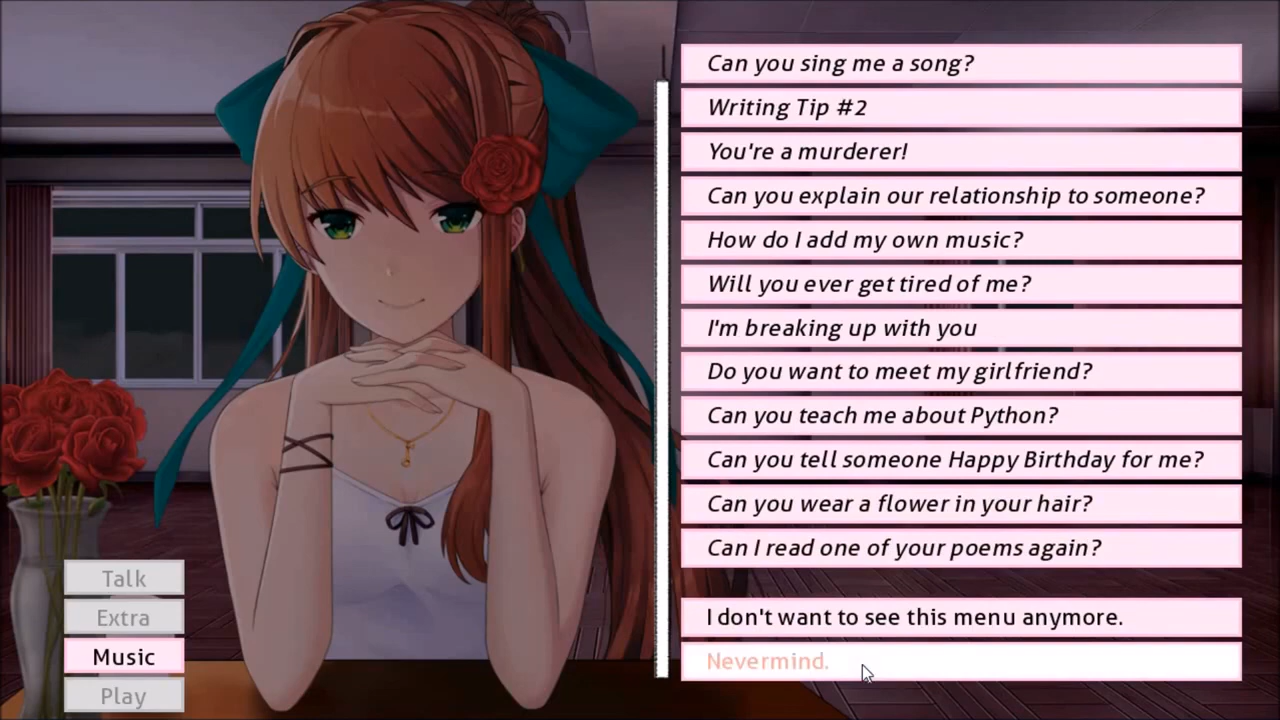 Can you sing me a song?
Writing Tip #2
You're a murderer!
Can you explain our relationship to someone?
How do I add my own music?
Will you ever get tired of me?
I'm breaking up with you
Do you want to meet my girlfriend?
Can you teach me about Python?
Can you tell someone Happy Birthday for me?
Can you wear a flower in your hair?
Can I read one of your poems again?
I don't want to see this menu anymore.
Nevermind.
Talk
Extra
Music
Play